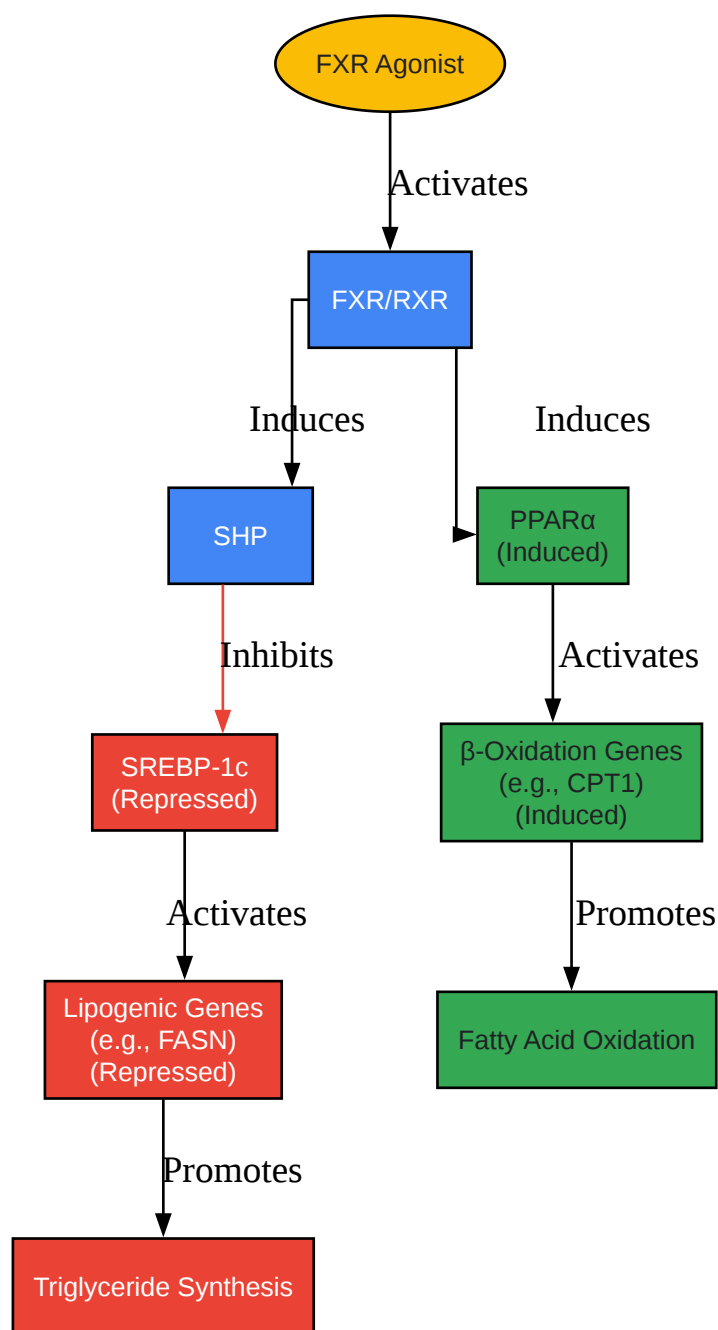 FXR Agonist
Activates
FXR/RXR
Induces
Induces
SHP
PPARα
(Induced)
Inhibits
Activates
SREBP-1c
(Repressed)
β-Oxidation Genes
(e.g., CPT1)
(Induced)
Activates
Promotes
Lipogenic Genes
(e.g., FASN)
(Repressed)
Fatty Acid Oxidation
Promotes
Triglyceride Synthesis